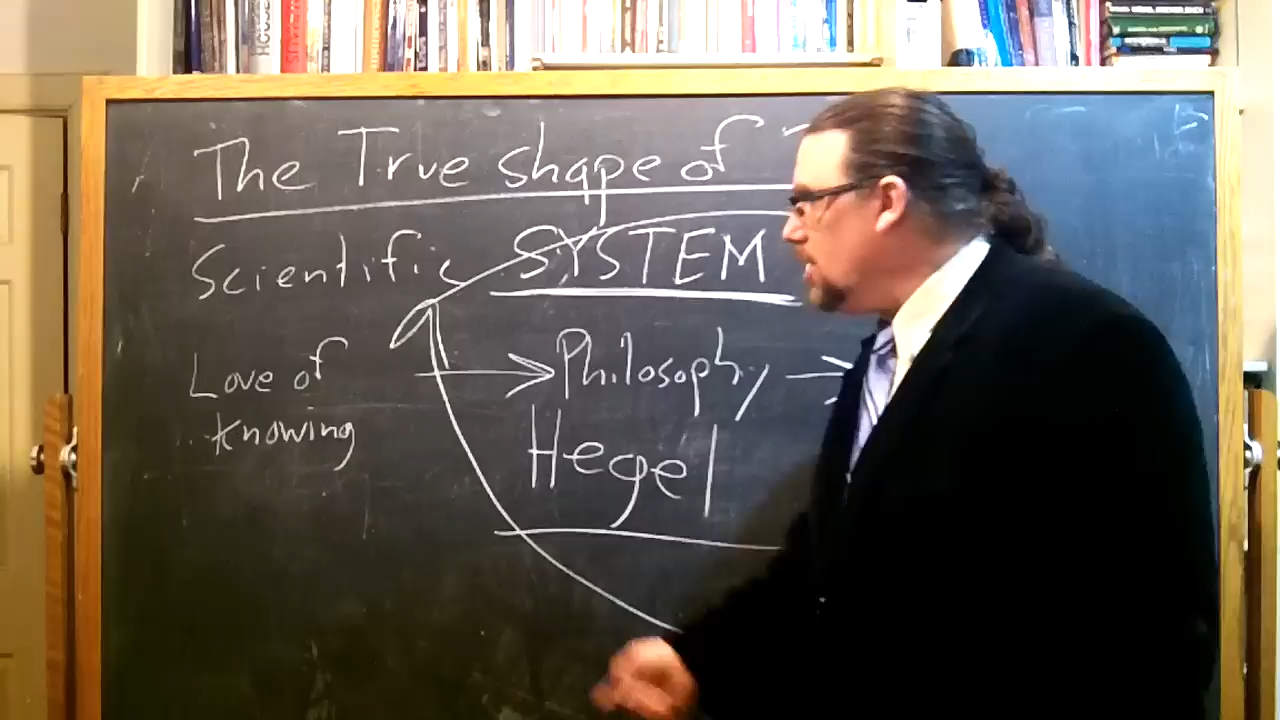 The True shape of T
Scientific SYSTEM
Love of
Knowing
→ Philosophy →
Hegel